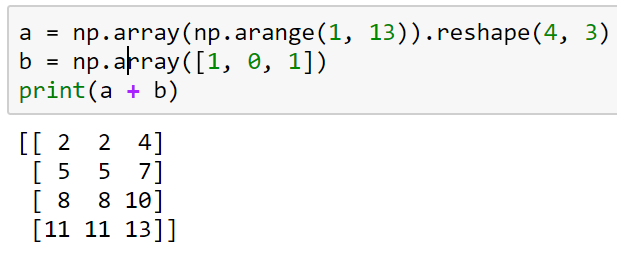 a = np.array(np.arange(1, 13)).reshape(4, 3)
b = np.array([1, 0, 1])
print(a + b)
[[ 2  2  4]
 [ 5  5  7]
 [ 8  8 10]
 [11 11 13]]